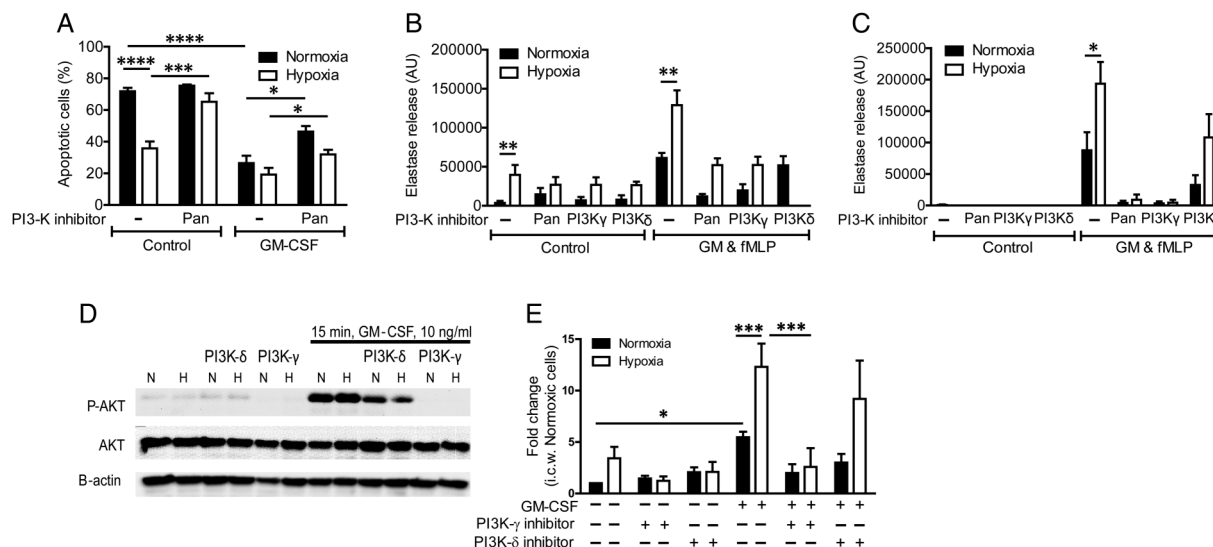 A
Apoptotic cells (%)
100
80
60
40
20
0
****
****
***
*
*
Normoxia
Hypoxia
PI3-K inhibitor
– Pan – Pan
Control GM-CSF
B
Elastase release (AU)
200000
150000
100000
50000
0
Normoxia
Hypoxia
**
**
PI3-K inhibitor
– Pan PI3Kγ PI3Kδ – Pan PI3Kγ PI3Kδ
Control GM & fMLP
C
Elastase release (AU)
250000
200000
150000
100000
50000
0
Normoxia
Hypoxia
*
PI3-K inhibitor
– Pan PI3Kγ PI3Kδ – Pan PI3Kγ PI3K
Control GM & fMLP
D
15 min, GM-CSF, 10 ng/ml
PI3K-δ PI3K-γ PI3K-δ PI3K-γ
N H N H N H N H N H N H
P-AKT
AKT
B-actin
E
Fold change
(i.c.w. Normoxic cells)
15
10
5
0
Normoxia
Hypoxia
*
***
***
GM-CSF – – – – – – + + + + + +
PI3K-γ inhibitor – – + + – – – – + + – –
PI3K-δ inhibitor – – – – + + – – – – + +